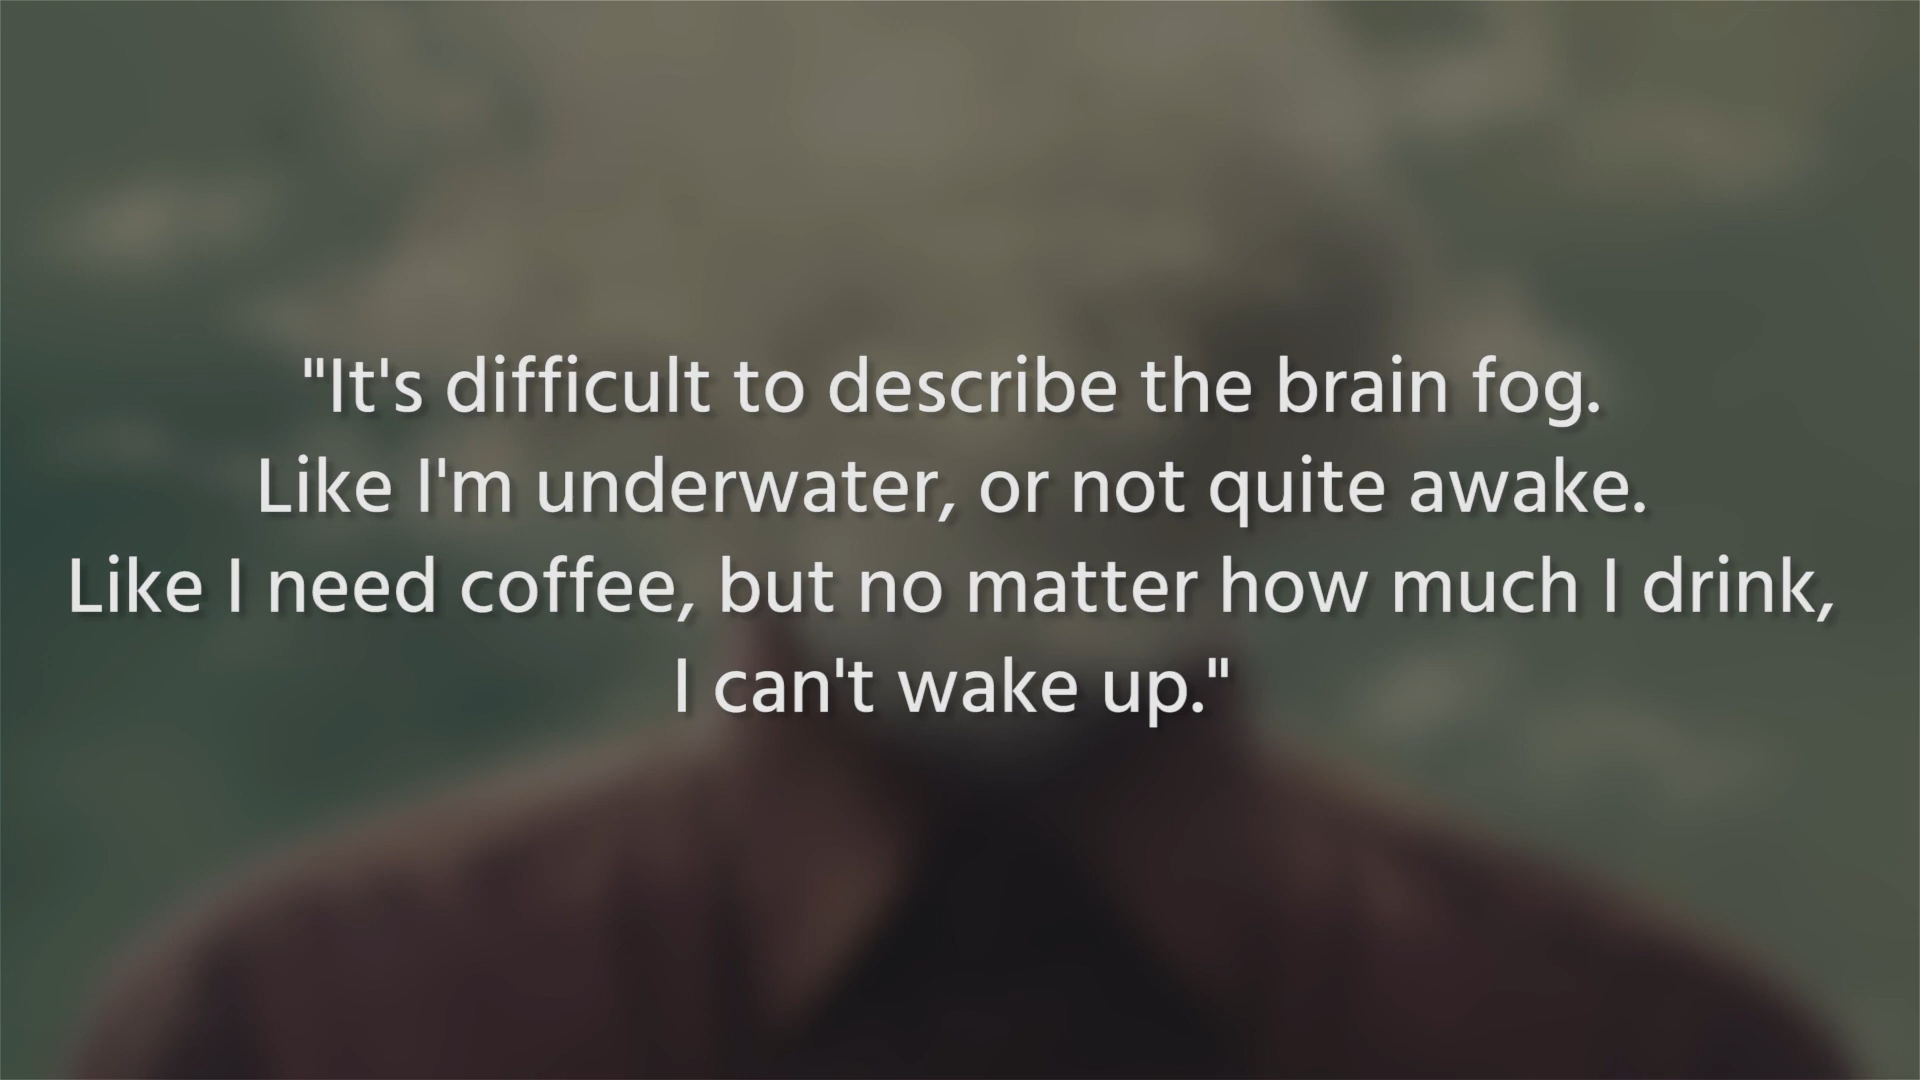 "It's difficult to describe the brain fog.
Like I'm underwater, or not quite awake.
Like I need coffee, but no matter how much I drink,
I can't wake up."